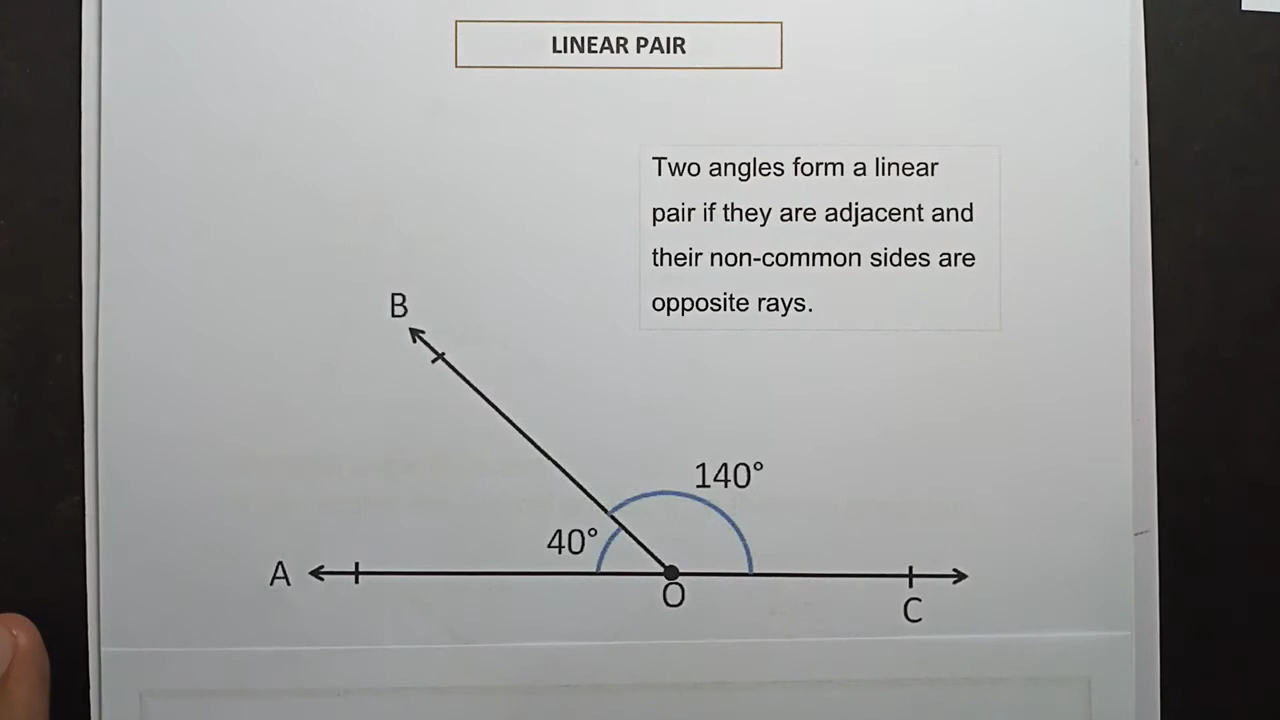 LINEAR PAIR
Two angles form a linear
pair if they are adjacent and
their non-common sides are
opposite rays.
B
140°
40°
A
O
C